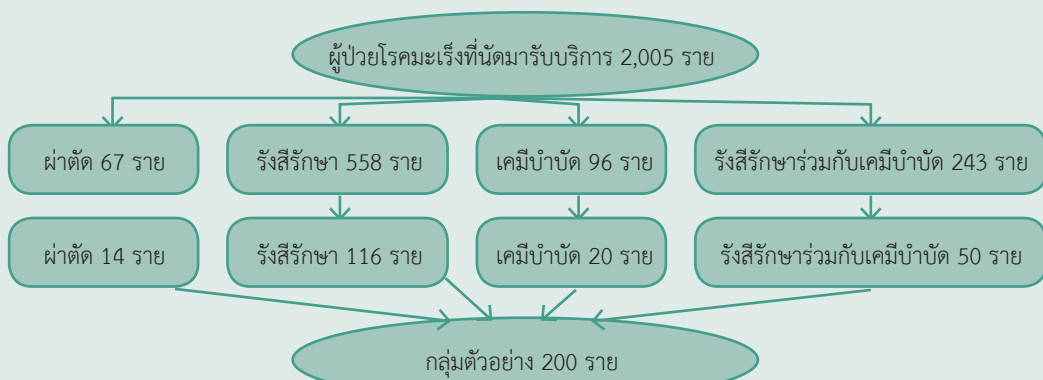 ผู้ป่วยโรคมะเร็งที่นัดมารับบริการ 2,005 ราย
ผ่าตัด 67 ราย
รังสีรักษา 558 ราย
เคมีบำบัด 96 ราย
รังสีรักษาร่วมกับเคมีบำบัด 243 ราย
ผ่าตัด 14 ราย
รังสีรักษา 116 ราย
เคมีบำบัด 20 ราย
รังสีรักษาร่วมกับเคมีบำบัด 50 ราย
กลุ่มตัวอย่าง 200 ราย